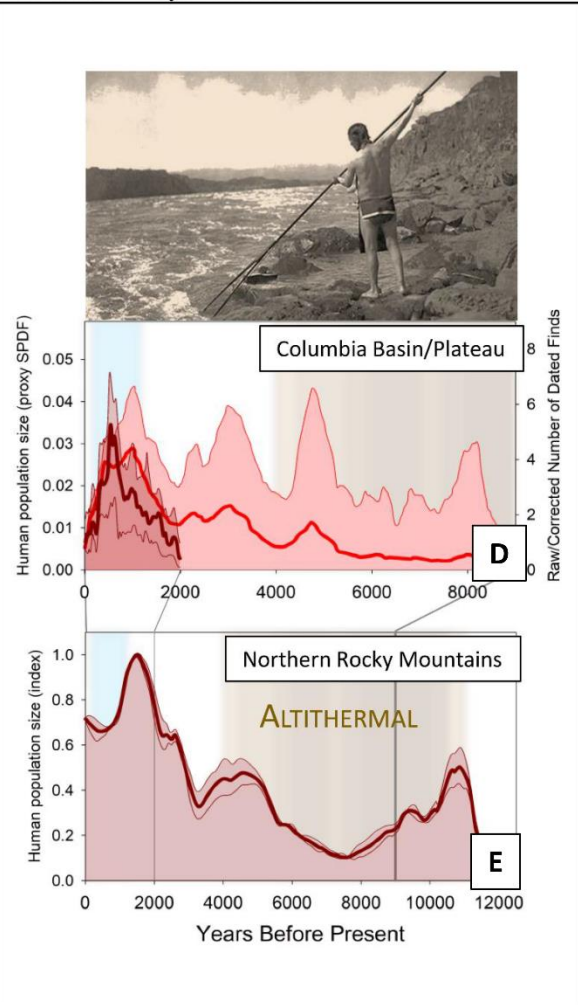 Columbia Basin/Plateau
Human population size (proxy SPDF)
0.05
0.04
0.03
0.02
0.01
0.00
8
6
4
2
0
Raw/Corrected Number of Dated Finds
D
0 2000 4000 6000 8000
Northern Rocky Mountains
ALTITHERMAL
Human population size (index)
1.0
0.8
0.6
0.4
0.2
0.0
E
0 2000 4000 6000 8000 10000 12000
Years Before Present